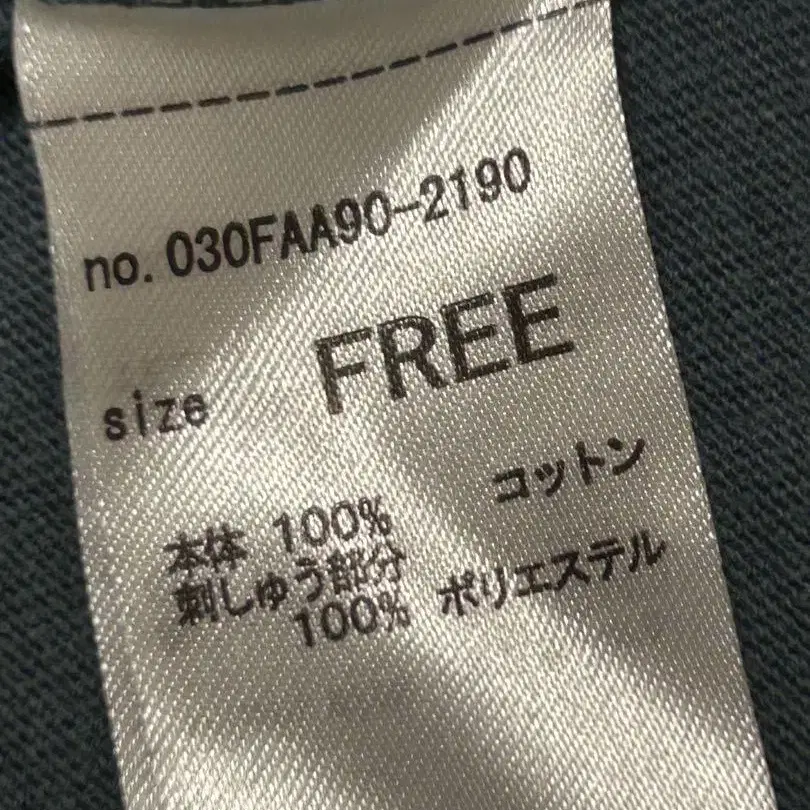 no.030FAA90-2190
size FREE
本体 100% コットン
刺しゅう部分
100% ポリエステル